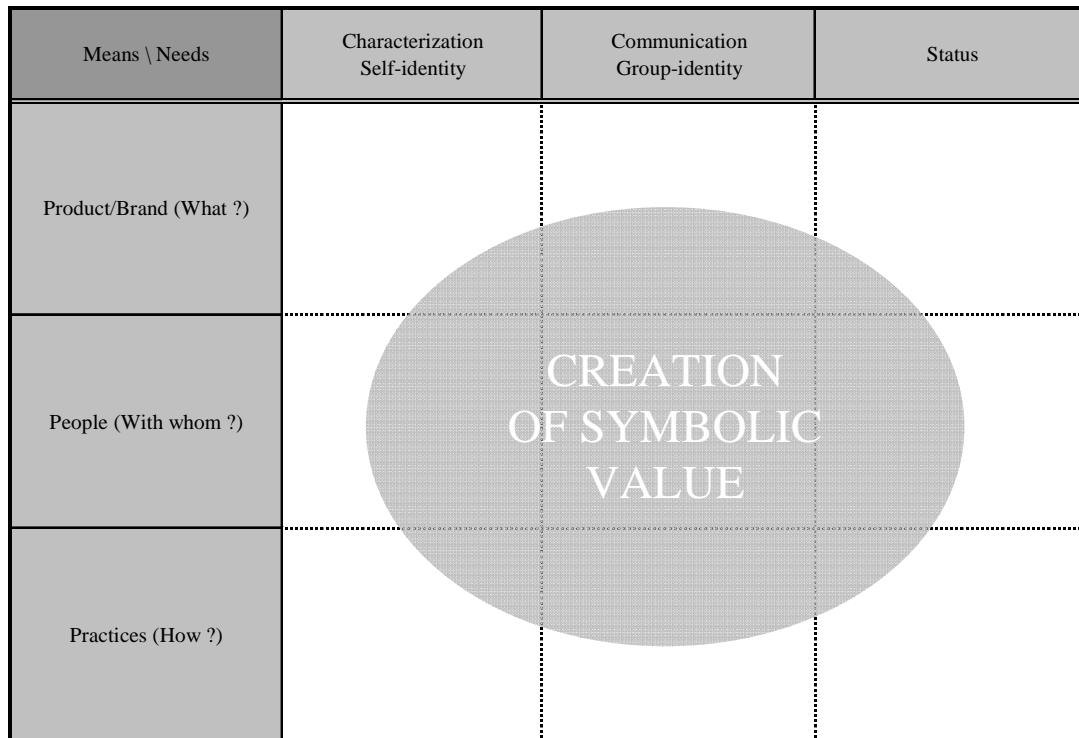 Means \ Needs
Characterization
Self-identity
Communication
Group-identity
Status
Product/Brand (What ?)
People (With whom ?)
Practices (How ?)
CREATION
OF SYMBOLIC
VALUE